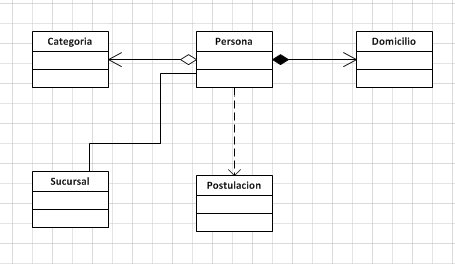 Categoria
Persona
Domicilio
Sucursal
Postulacion